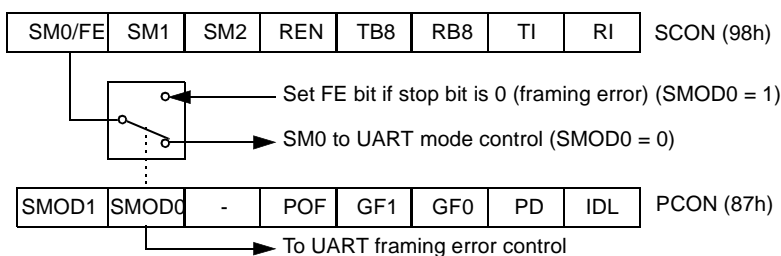 SM0/FE SM1 SM2 REN TB8 RB8 TI RI SCON (98h)
Set FE bit if stop bit is 0 (framing error) (SMOD0 = 1)
SM0 to UART mode control (SMOD0 = 0)
SMOD1 SMOD0 - POF GF1 GF0 PD IDL PCON (87h)
To UART framing error control